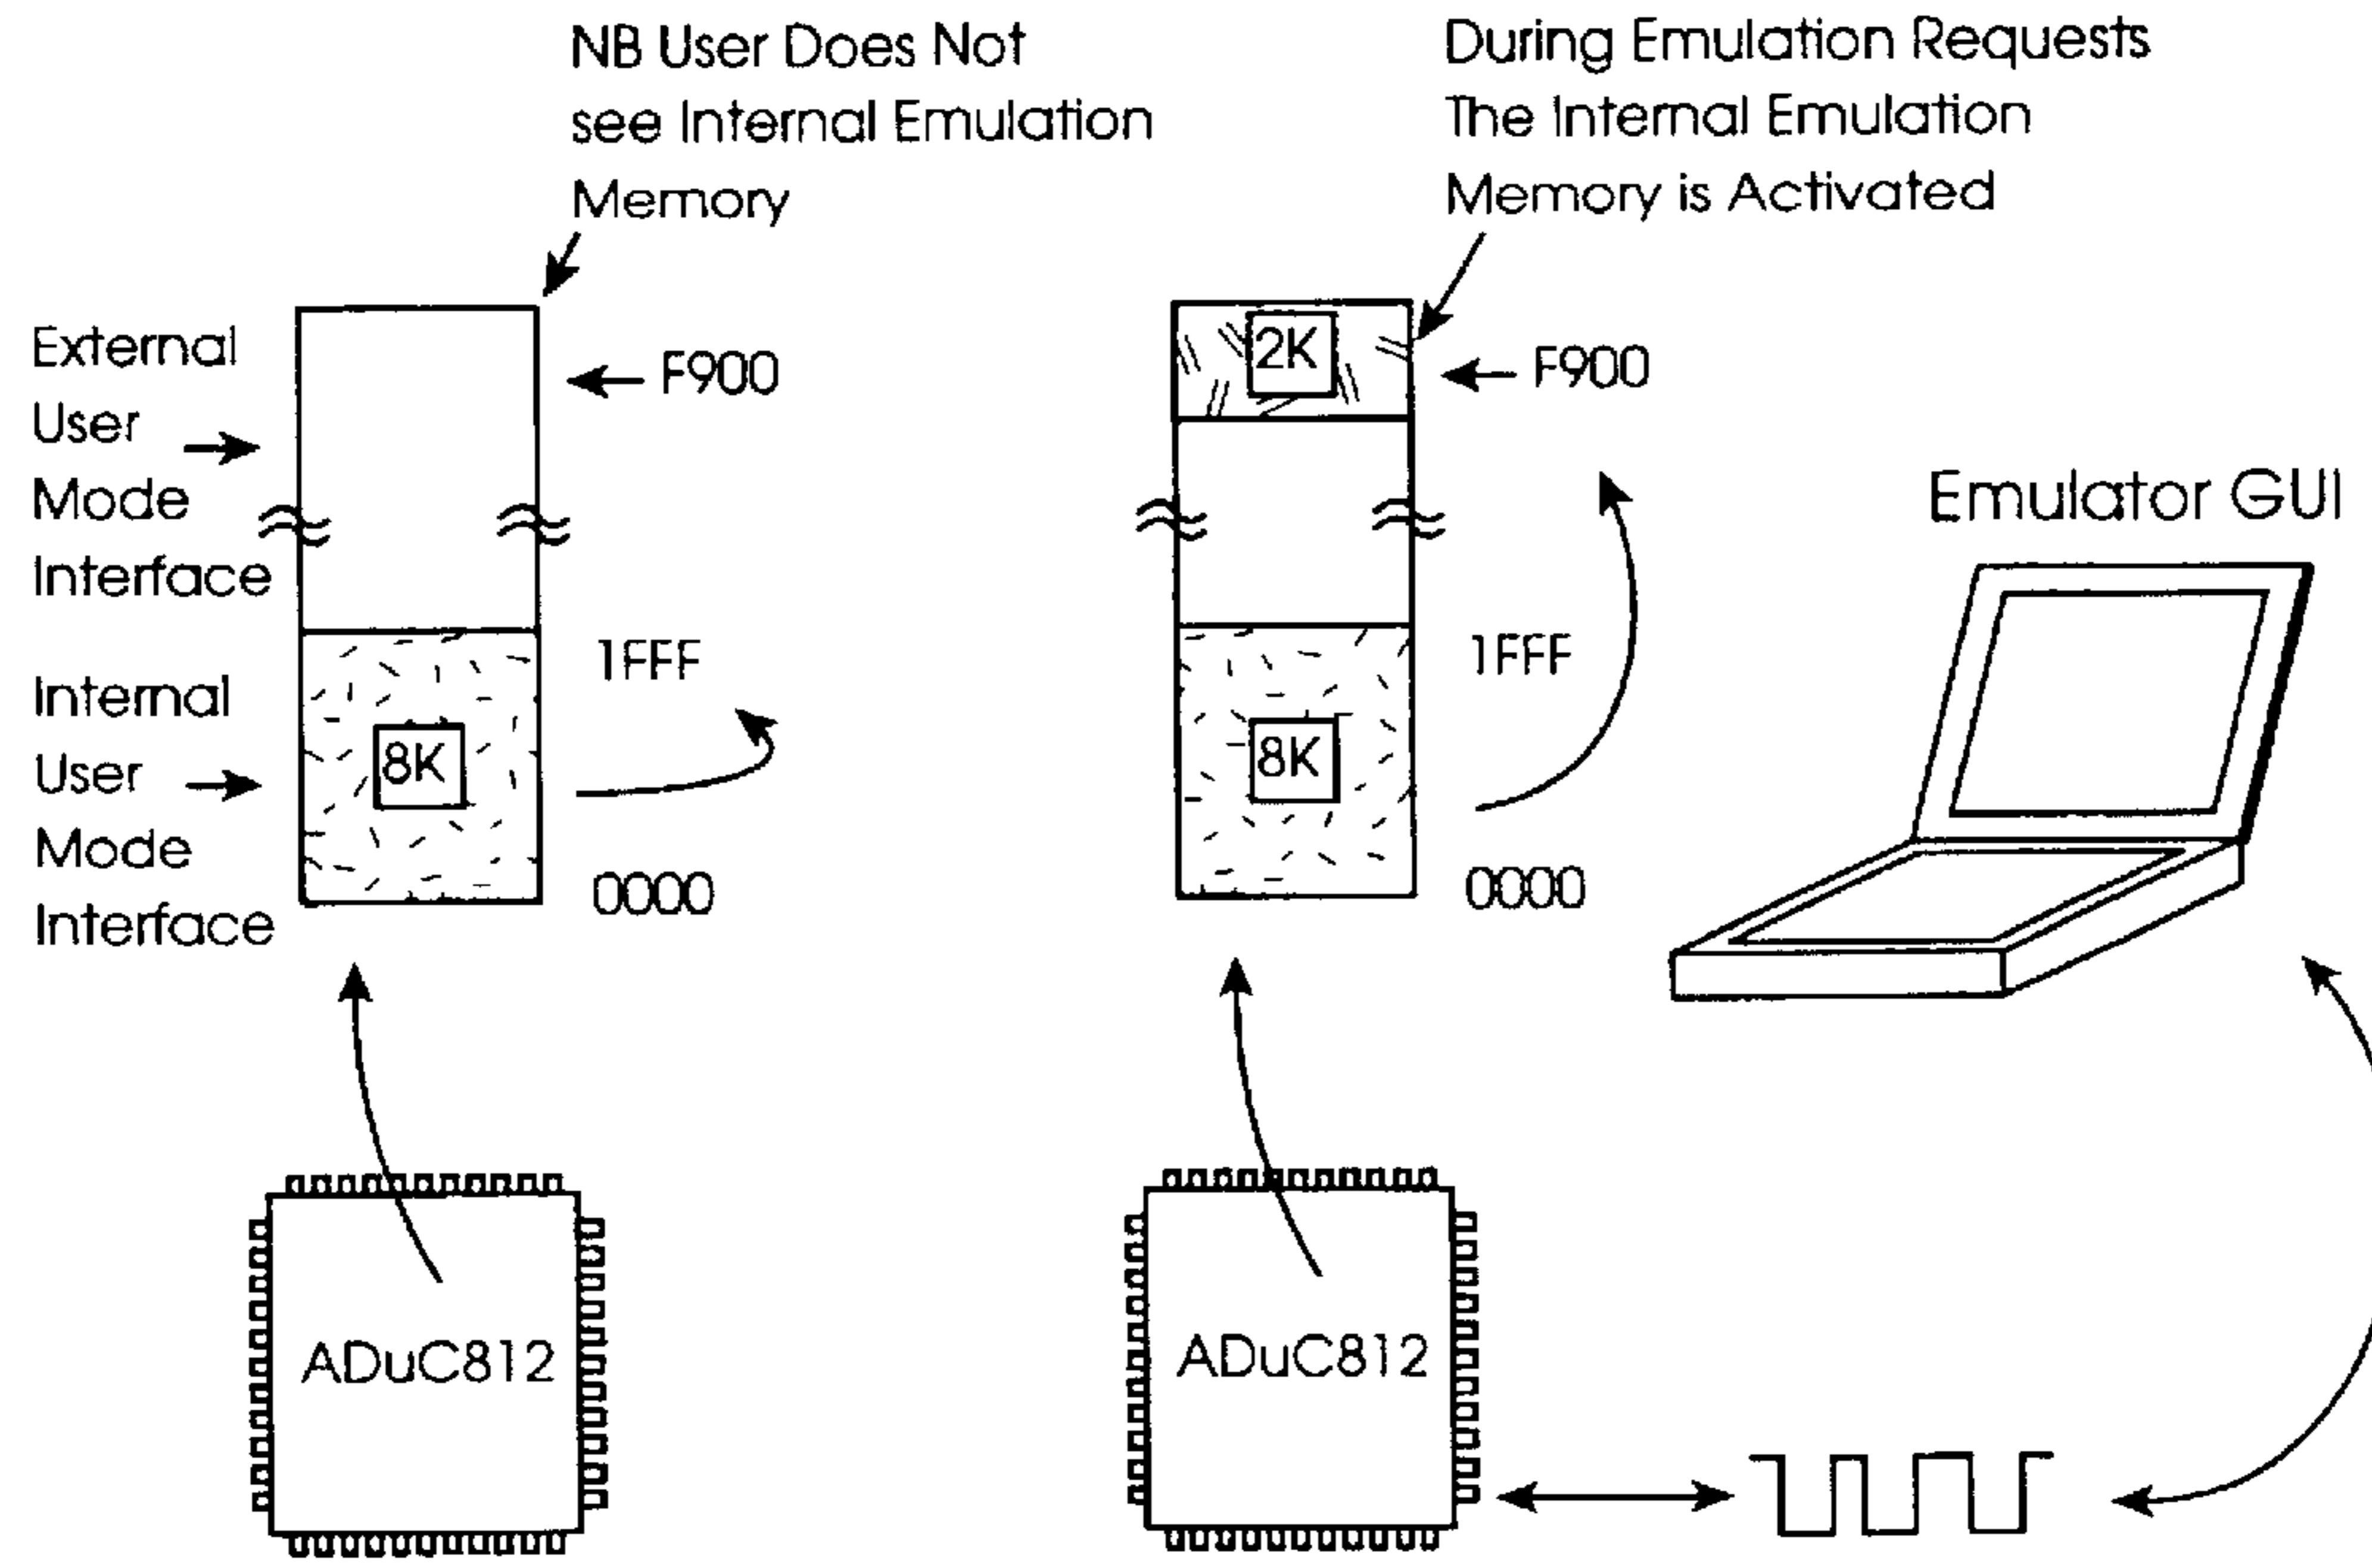 NB User Does Not
see Internal Emulation
Memory
During Emulation Requests
The Internal Emulation
Memory is Activated
External
User
Mode
Interface
F900
2K
F900
Emulator GUI
1FFF
1FFF
Internal
User
Mode
Interface
8K
8K
0000
0000
ADuC812
ADuC812